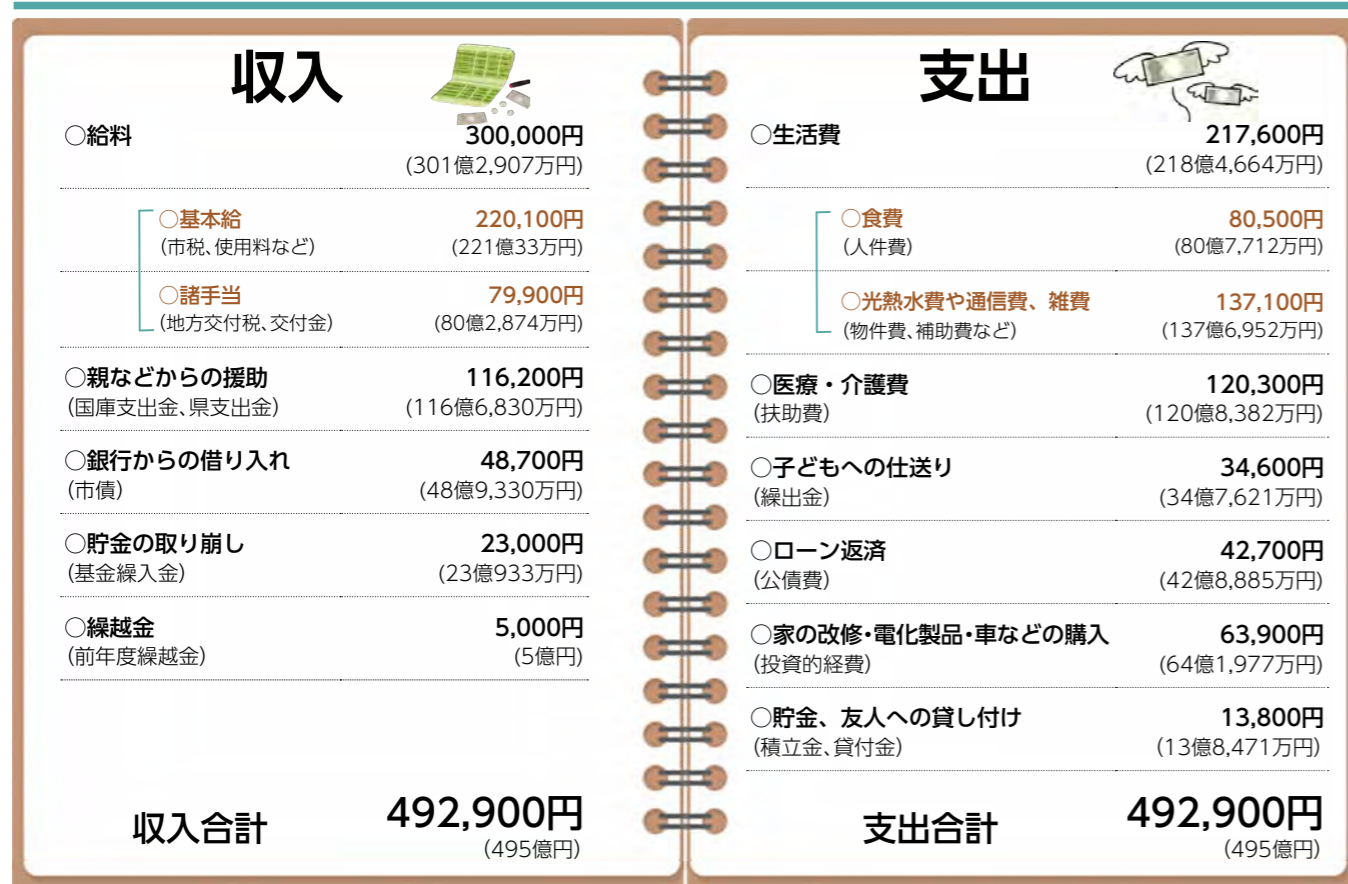 収入
○給料 300,000円
(301億2,907万円)
○基本給 220,100円
(市税、使用料など) (221億33万円)
○諸手当 79,900円
(地方交付税、交付金) (80億2,874万円)
○親などからの援助 116,200円
(国庫支出金、県支出金) (116億6,830万円)
○銀行からの借り入れ 48,700円
(市債) (48億9,330万円)
○貯金の取り崩し 23,000円
(基金繰入金) (23億933万円)
○繰越金 5,000円
(前年度繰越金) (5億円)
収入合計 492,900円
(495億円)
支出
○生活費 217,600円
(218億4,664万円)
○食費 80,500円
(人件費) (80億7,712万円)
○光熱水費や通信費、雑費 137,100円
(物件費、補助費など) (137億6,952万円)
○医療・介護費 120,300円
(扶助費) (120億8,382万円)
○子どもへの仕送り 34,600円
(繰出金) (34億7,621万円)
○ローン返済 42,700円
(公債費) (42億8,885万円)
○家の改修・電化製品・車などの購入 63,900円
(投資的経費) (64億1,977万円)
○貯金、友人への貸し付け 13,800円
(積立金、貸付金) (13億8,471万円)
支出合計 492,900円
(495億円)